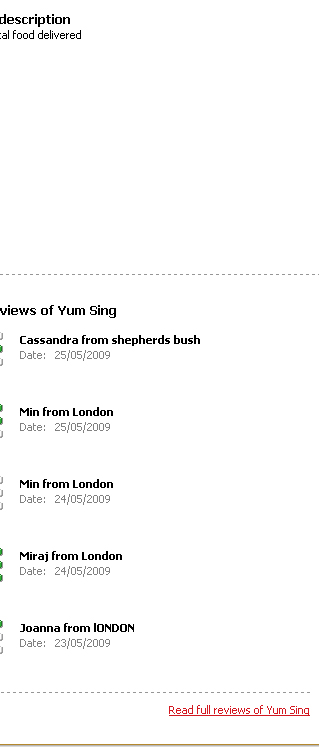 description
tal food delivered
views of Yum Sing
Cassandra from shepherds bush
Date: 25/05/2009
Min from London
Date: 25/05/2009
Min from London
Date: 24/05/2009
Miraj from London
Date: 24/05/2009
Joanna from lONDON
Date: 23/05/2009
Read full reviews of Yum Sing